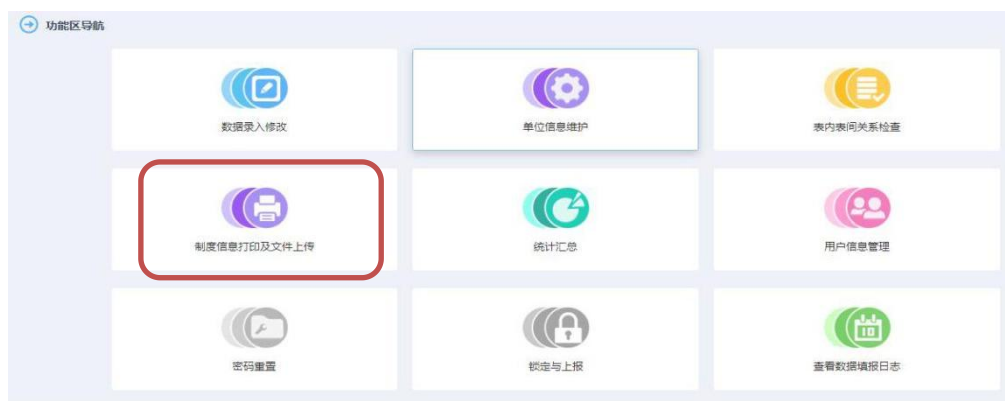 功能区导航
数据录入修改
单位信息维护
表内表间关系检查
制度信息打印及文件上传
统计汇总
用户信息管理
密码重置
锁定与上报
查看数据填报日志